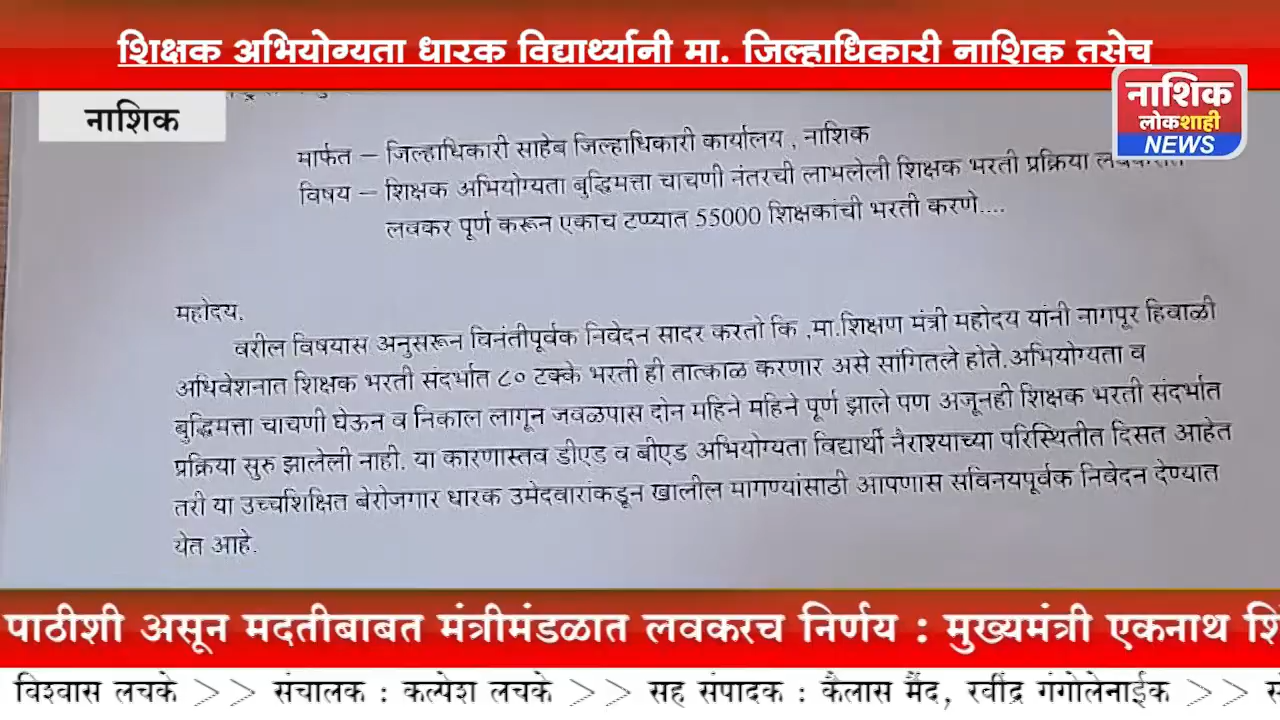 शिक्षक अभियोग्यता धारक विद्यार्थ्यानी मा. जिल्हाधिकारी नाशिक तसेच
नाशिक
लोकशाही
NEWS
नाशिक
मार्फत – जिल्हाधिकारी साहेब जिल्हाधिकारी कार्यालय , नाशिक
विषय – शिक्षक अभियोग्यता बुद्धिमत्ता चाचणी नंतरची लाभलेली शिक्षक भरती प्रक्रिया
लवकर पूर्ण करून एकाच टप्प्यात 55000 शिक्षकांची भरती करणे....
महोदय,
वरील विषयास अनुसरून विनंतीपूर्वक निवेदन सादर करतो कि ,मा.शिक्षण मंत्री महोदय यांनी नागपूर हिवाळी
अधिवेशनात शिक्षक भरती संदर्भात ८० टक्के भरती ही तात्काळ करणार असे सांगितले होते.अभियोग्यता व
बुद्धिमत्ता चाचणी घेऊन व निकाल लागून जवळपास दोन महिने महिने पूर्ण झाले पण अजूनही शिक्षक भरती संदर्भात
प्रक्रिया सुरु झालेली नाही. या कारणास्तव डीएड व बीएड अभियोग्यता विद्यार्थी नैराश्याच्या परिस्थितीत दिसत आहेत
तरी या उच्चशिक्षित बेरोजगार धारक उमेदवारांकडून खालील मागण्यांसाठी आपणास सविनयपूर्वक निवेदन देण्यात
येत आहे.
पाठीशी असून मदतीबाबत मंत्रीमंडळात लवकरच निर्णय : मुख्यमंत्री एकनाथ
विश्वास लचके >> संचालक : कल्पेश लचके >> सह संपादक : कैलास मैंद, रवींद्र गंगोलेनाईक >>